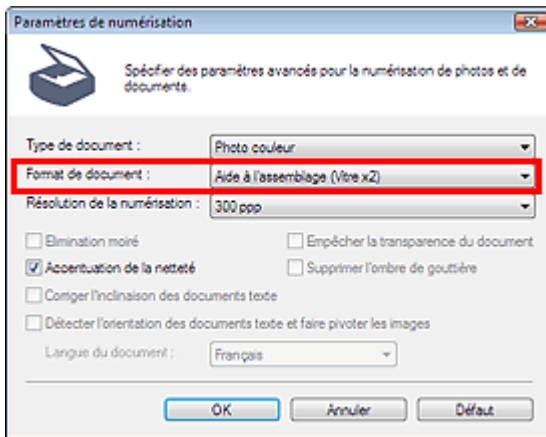 Paramètres de numérisation
Spécifier des paramètres avancés pour la numérisation de photos et de
documents.
Type de document : Photo couleur
Format de document : Aide à l'assemblage (Vitre x2)
Résolution de la numérisation : 300 ppp
Elimination moiré Empêcher la transparence du document
Accentuation de la netteté Supprimer l'ombre de gouttière
Corriger l'inclinaison des documents texte
Détecter l'orientation des documents texte et faire pivoter les images
Langue du document : Français
OK Annuler Défaut